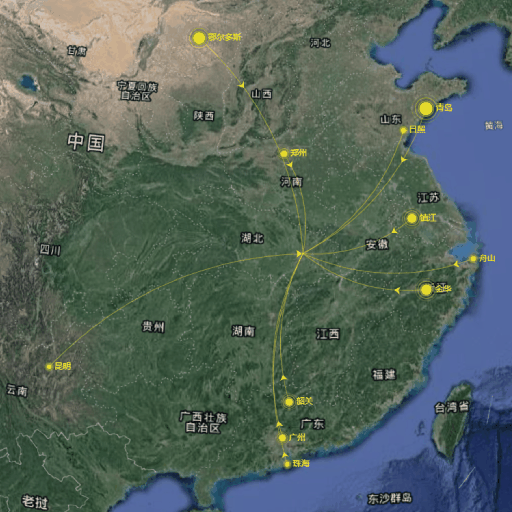 鄂尔多斯
河北
甘肃
宁夏回族
自治区
山西
陕西
青岛
山东
日照
黄海
中国
郑州
河南
江苏
镇江
安徽
湖北
四川
舟山
金华
贵州
湖南
江西
昆明
福建
云南
韶关
台湾省
广西壮族
自治区
广东
广州
珠海
老挝
东沙群岛